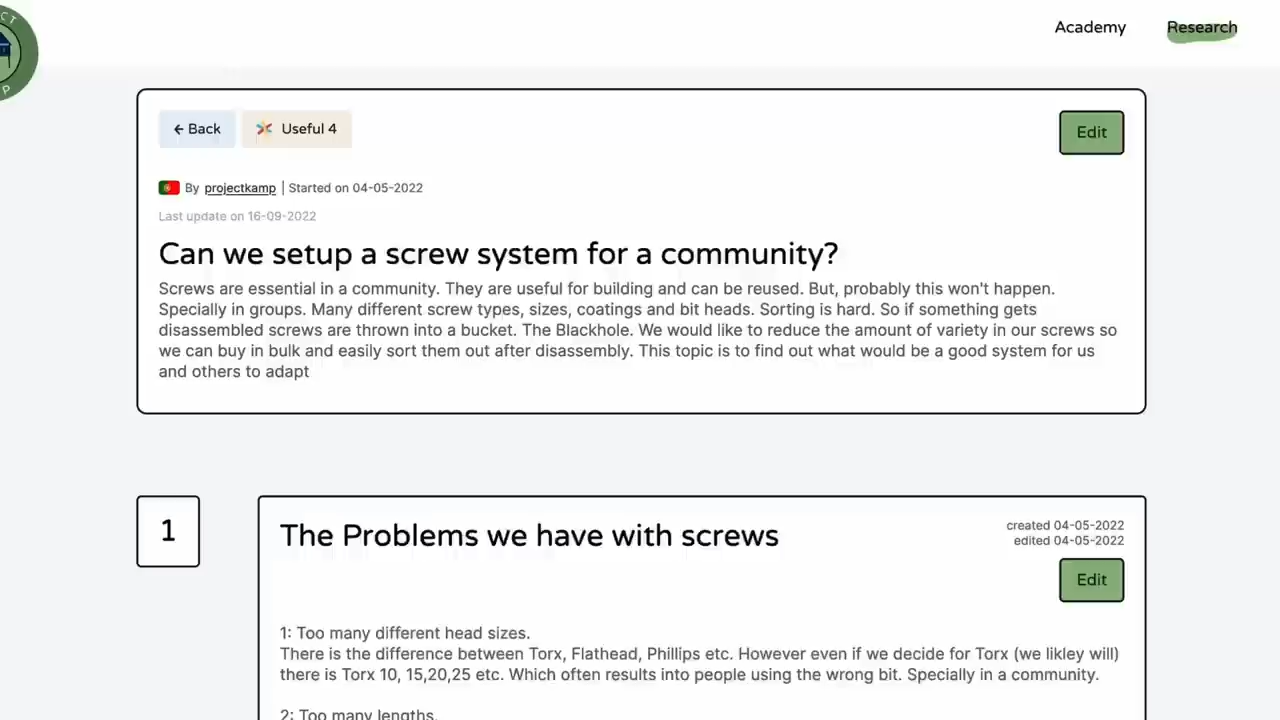 CT
P
Academy
Research
← Back
Useful 4
Edit
By projectkamp | Started on 04-05-2022
Last update on 16-09-2022
Can we setup a screw system for a community?
Screws are essential in a community. They are useful for building and can be reused. But, probably this won't happen.
Specially in groups. Many different screw types, sizes, coatings and bit heads. Sorting is hard. So if something gets
disassembled screws are thrown into a bucket. The Blackhole. We would like to reduce the amount of variety in our screws so
we can buy in bulk and easily sort them out after disassembly. This topic is to find out what would be a good system for us
and others to adapt
1
The Problems we have with screws
created 04-05-2022
edited 04-05-2022
Edit
1: Too many different head sizes.
There is the difference between Torx, Flathead, Phillips etc. However even if we decide for Torx (we likley will)
there is Torx 10, 15,20,25 etc. Which often results into people using the wrong bit. Specially in a community.
2: Too many lengths.